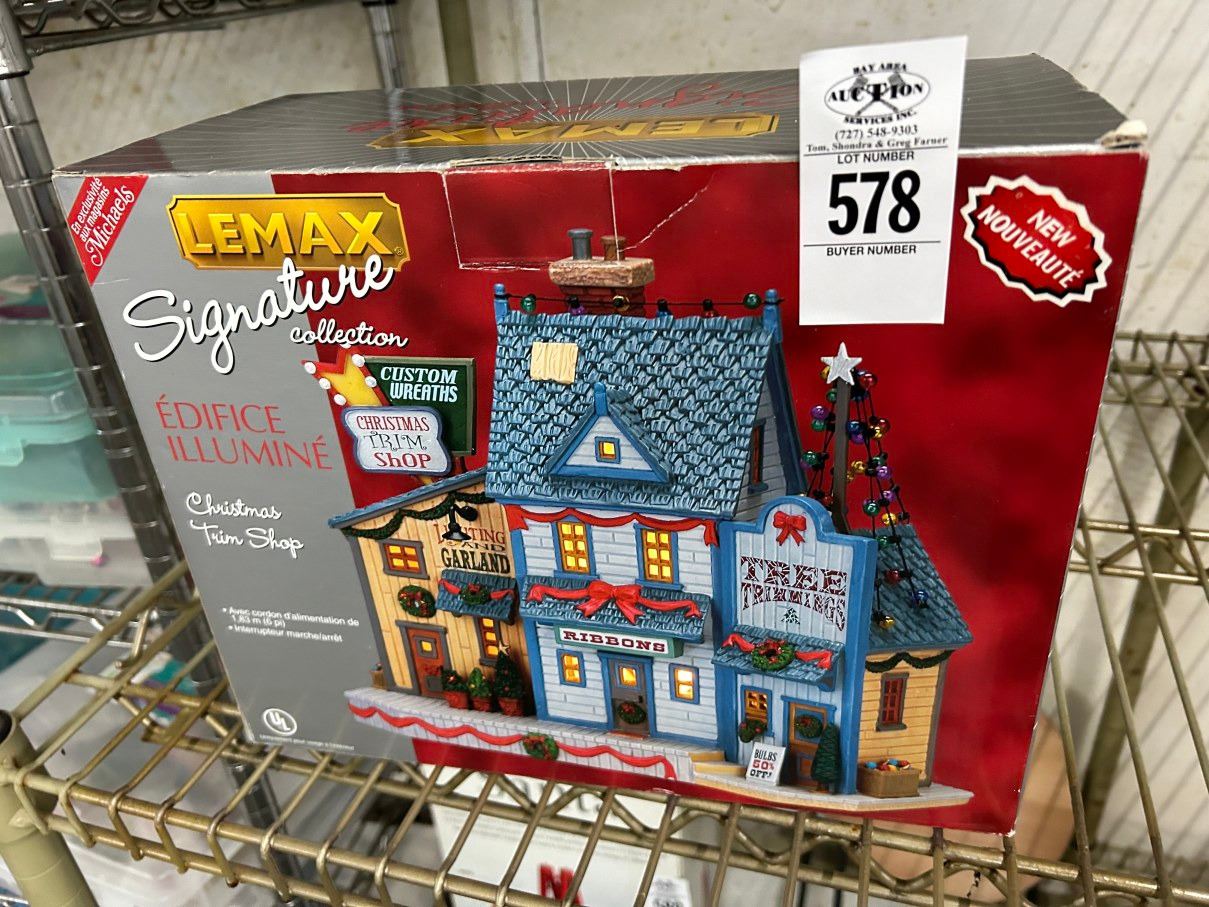 BAY AREA
AUCTION
SERVICES INC.
(727) 548-9303
Tom, Shondra & Greg Farner
LOT NUMBER
578
BUYER NUMBER
LEMAX
En exclusivité
aux magasins
Michaels
LEMAX
Signature
collection
NEW
NOUVEAUTÉ
ÉDIFICE
ILLUMINÉ
Christmas
Trim Shop
• Avec cordon d'alimentation de
1,83 m (6 pi)
• Interrupteur marche/arrêt
UL
CUSTOM
WREATHS
CHRISTMAS
TRIM
SHOP
GARLAND
RIBBONS
TREE
TRIMMINGS
BULBS
50%
OFF!